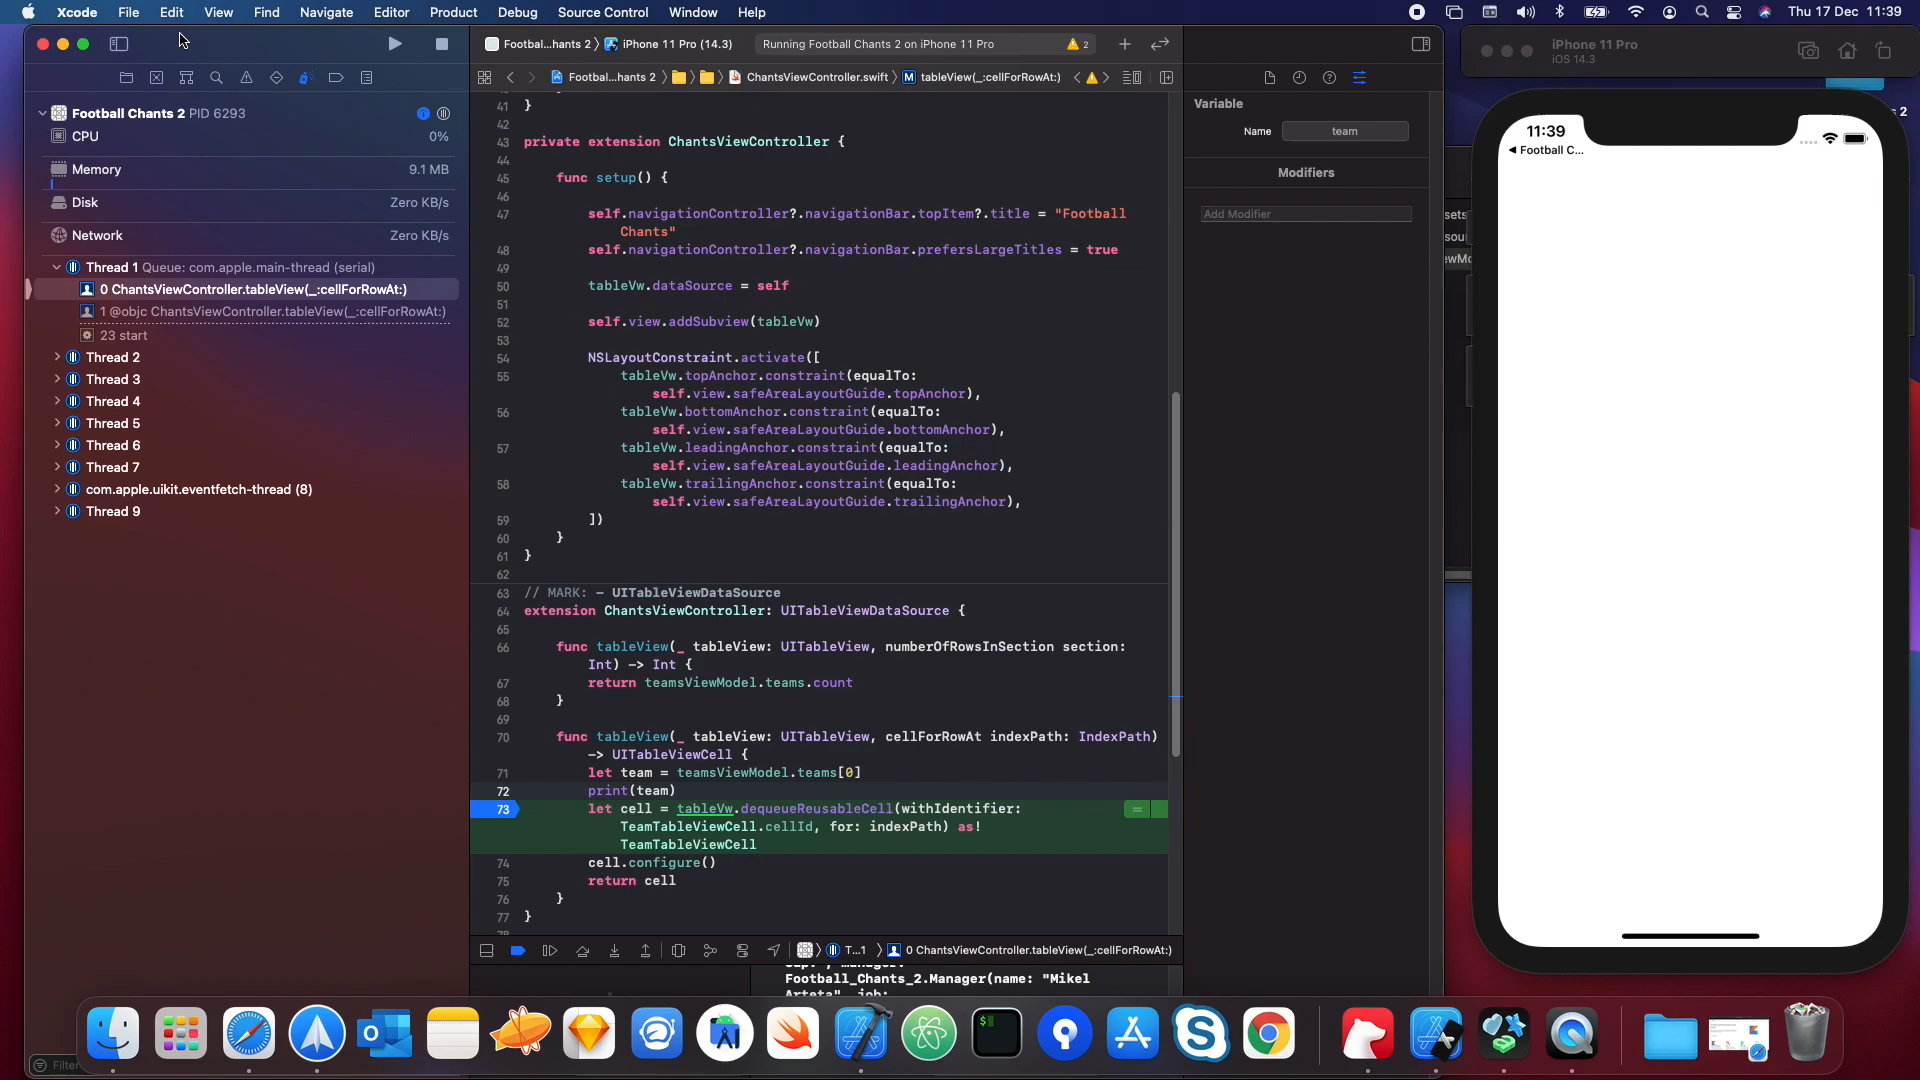 Xcode File Edit View Find Navigate Editor Product Debug Source Control Window Help Thu 17 Dec 11:39
Footbal...hants 2 iPhone 11 Pro (14.3) Running Football Chants 2 on iPhone 11 Pro 2
Footbal...hants 2 ChantsViewController.swift M tableView(_:cellForRowAt:)
Football Chants 2 PID 6293
CPU 0%
Memory 9.1 MB
Disk Zero KB/s
Network Zero KB/s
Thread 1 Queue: com.apple.main-thread (serial)
0 ChantsViewController.tableView(_:cellForRowAt:)
1 @objc ChantsViewController.tableView(_:cellForRowAt:)
23 start
Thread 2
Thread 3
Thread 4
Thread 5
Thread 6
Thread 7
com.apple.uikit.eventfetch-thread (8)
Thread 9
Filter
41 }
42
43 private extension ChantsViewController {
44
45 func setup() {
46
47 self.navigationController?.navigationBar.topItem?.title = "Football
Chants"
48 self.navigationController?.navigationBar.prefersLargeTitles = true
49
50 tableVw.dataSource = self
51
52 self.view.addSubview(tableVw)
53
54 NSLayoutConstraint.activate([
55 tableVw.topAnchor.constraint(equalTo:
self.view.safeAreaLayoutGuide.topAnchor),
56 tableVw.bottomAnchor.constraint(equalTo:
self.view.safeAreaLayoutGuide.bottomAnchor),
57 tableVw.leadingAnchor.constraint(equalTo:
self.view.safeAreaLayoutGuide.leadingAnchor),
58 tableVw.trailingAnchor.constraint(equalTo:
self.view.safeAreaLayoutGuide.trailingAnchor),
59 ])
60 }
61 }
62
63 // MARK: - UITableViewDataSource
64 extension ChantsViewController: UITableViewDataSource {
65
66 func tableView(_ tableView: UITableView, numberOfRowsInSection section:
Int) -> Int {
67 return teamsViewModel.teams.count
68 }
69
70 func tableView(_ tableView: UITableView, cellForRowAt indexPath: IndexPath)
-> UITableViewCell {
71 let team = teamsViewModel.teams[0]
72 print(team)
73 let cell = tableVw.dequeueReusableCell(withIdentifier: =
TeamTableViewCell.cellId, for: indexPath) as!
TeamTableViewCell
74 cell.configure()
75 return cell
76 }
77 }
T...1 0 ChantsViewController.tableView(_:cellForRowAt:)
Football_Chants_2.Manager(name: "Mikel
Variable
Name team
Modifiers
Add Modifier
iPhone 11 Pro
iOS 14.3
2
11:39
Football C...